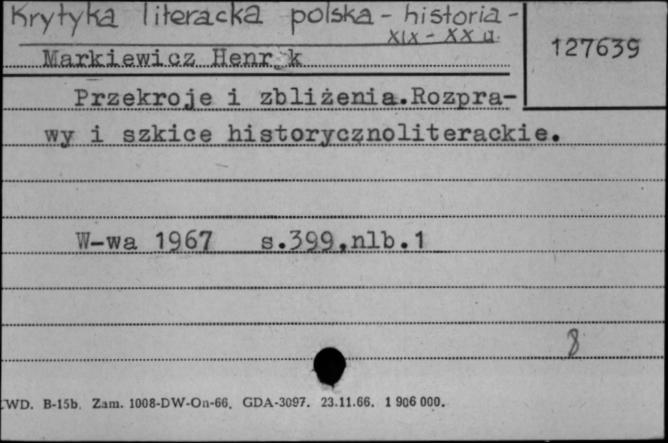 Krytyka literacka polska - historia -
XIX - XX w.
127639
Markiewicz Henryk
Przekroje i zbliżenia.Rozpra-
wy i szkice historycznoliterackie.
W-wa 1967 s.399,nlb.1
8
WD. B-15b. Zam. 1008-DW-On-66. GDA-3097. 23.11.66. 1 906 000.